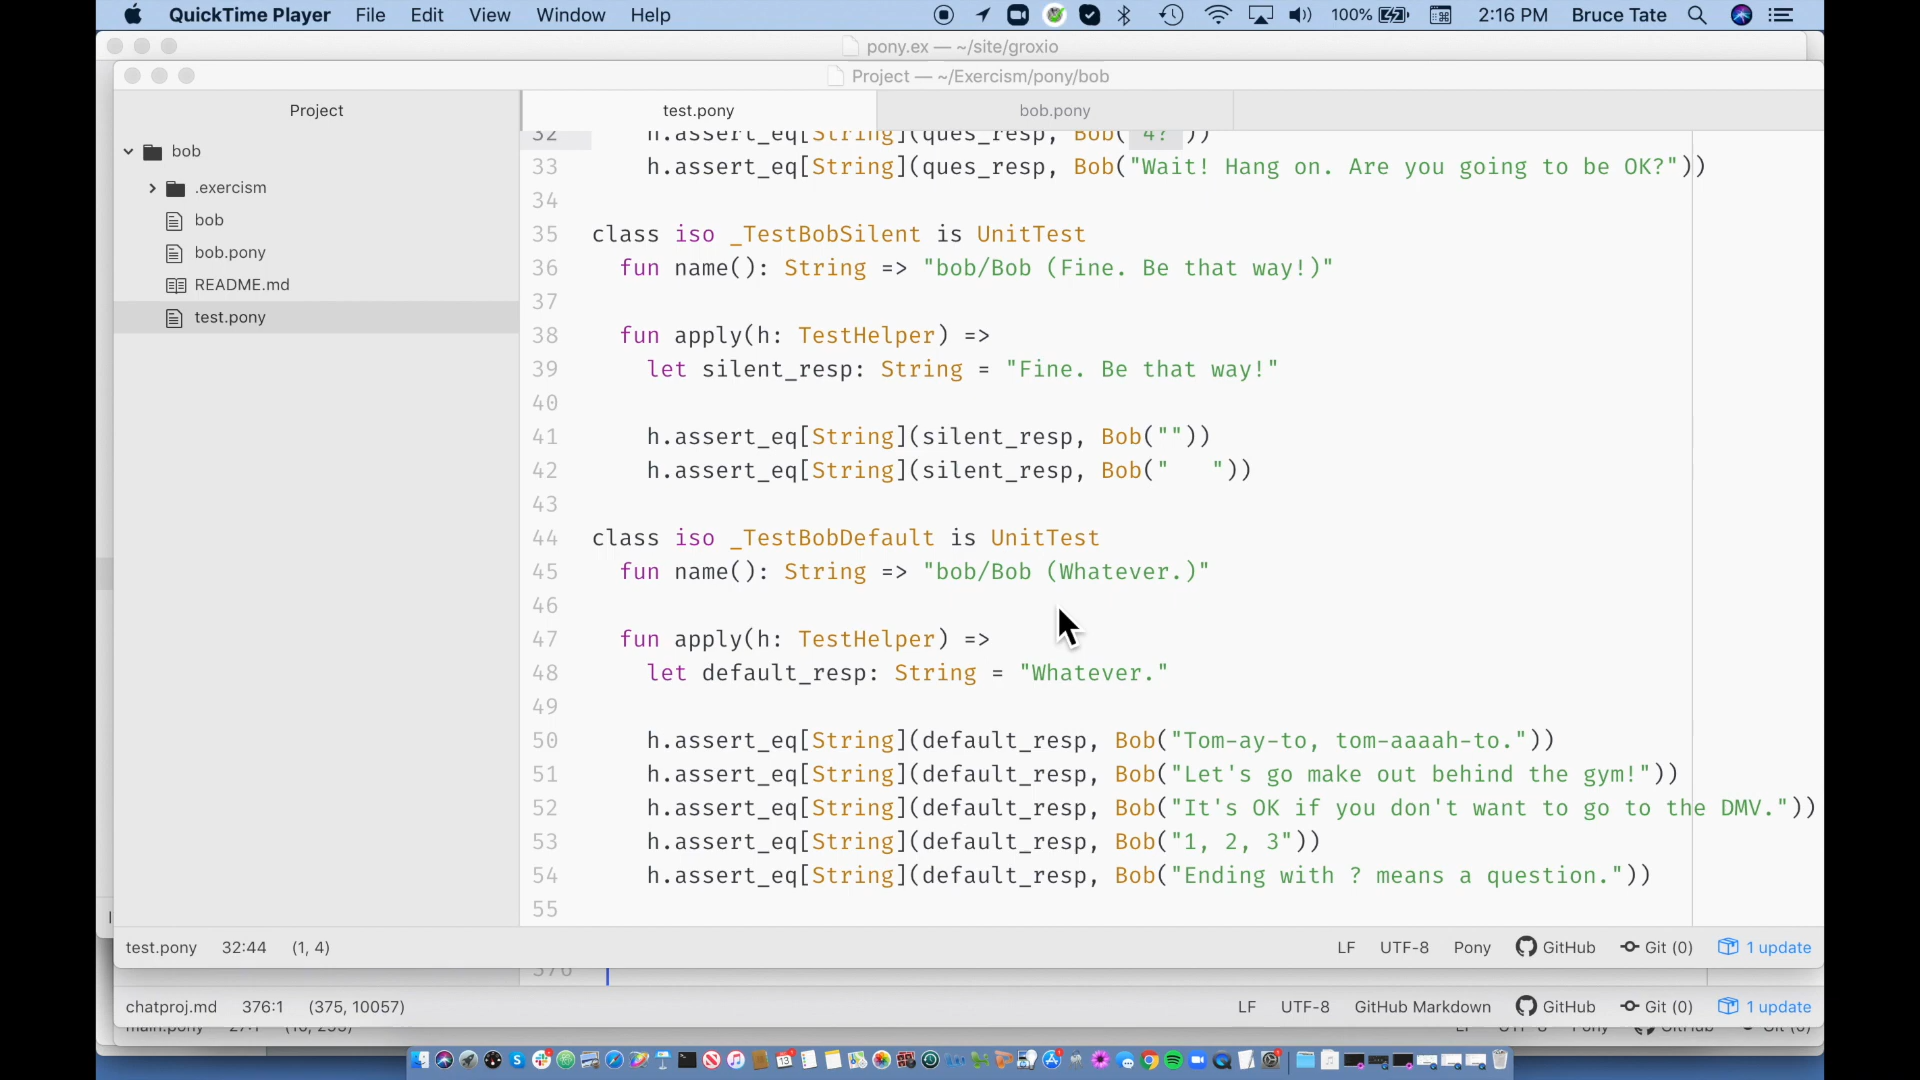 QuickTime Player File Edit View Window Help 100% 2:16 PM Bruce Tate
pony.ex — ~/site/groxio
Project — ~/Exercism/pony/bob
Project
test.pony bob.pony
bob
.exercism
bob
bob.pony
README.md
test.pony
32 h.assert_eq[String](ques_resp, Bob("4?"))
33 h.assert_eq[String](ques_resp, Bob("Wait! Hang on. Are you going to be OK?"))
34
35 class iso _TestBobSilent is UnitTest
36 fun name(): String => "bob/Bob (Fine. Be that way!)"
37
38 fun apply(h: TestHelper) =>
39 let silent_resp: String = "Fine. Be that way!"
40
41 h.assert_eq[String](silent_resp, Bob(""))
42 h.assert_eq[String](silent_resp, Bob("   "))
43
44 class iso _TestBobDefault is UnitTest
45 fun name(): String => "bob/Bob (Whatever.)"
46
47 fun apply(h: TestHelper) =>
48 let default_resp: String = "Whatever."
49
50 h.assert_eq[String](default_resp, Bob("Tom-ay-to, tom-aaaah-to."))
51 h.assert_eq[String](default_resp, Bob("Let's go make out behind the gym!"))
52 h.assert_eq[String](default_resp, Bob("It's OK if you don't want to go to the DMV."))
53 h.assert_eq[String](default_resp, Bob("1, 2, 3"))
54 h.assert_eq[String](default_resp, Bob("Ending with ? means a question."))
55
test.pony 32:44 (1, 4) LF UTF-8 Pony GitHub Git (0) 1 update
376
chatproj.md 376:1 (375, 10057) LF UTF-8 GitHub Markdown GitHub Git (0) 1 update
main.pony